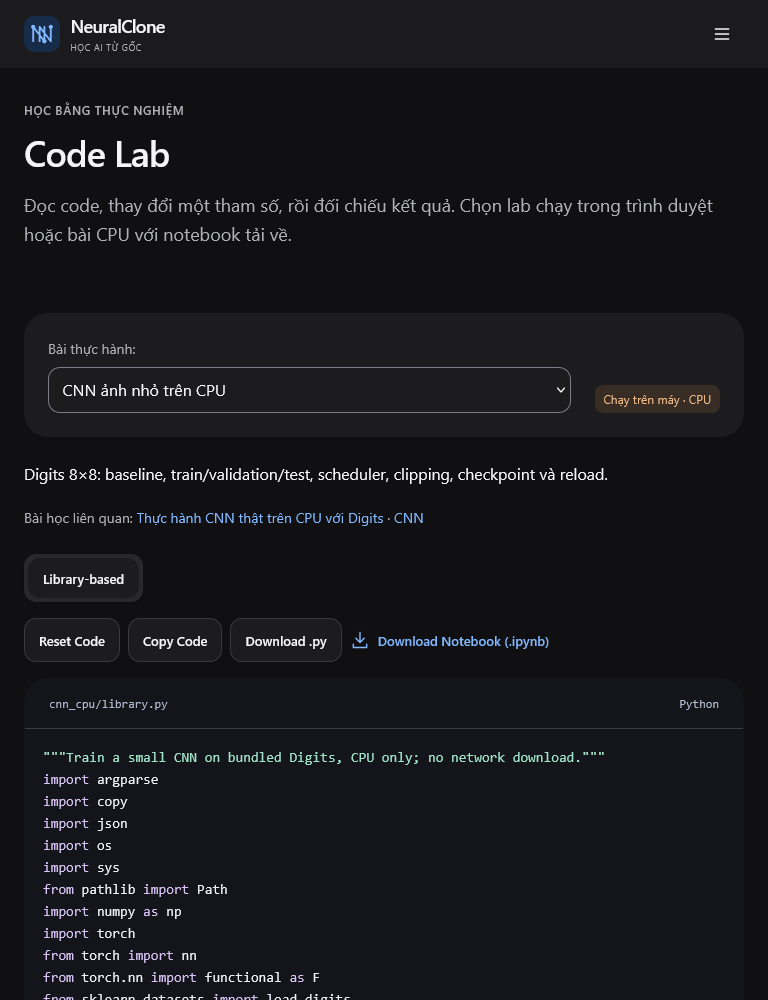 NeuralClone
HỌC AI TỪ GỐC
HỌC BẰNG THỰC NGHIỆM
Code Lab
Đọc code, thay đổi một tham số, rồi đối chiếu kết quả. Chọn lab chạy trong trình duyệt
hoặc bài CPU với notebook tải về.
Bài thực hành:
CNN ảnh nhỏ trên CPU
Chạy trên máy · CPU
Digits 8×8: baseline, train/validation/test, scheduler, clipping, checkpoint và reload.
Bài học liên quan: Thực hành CNN thật trên CPU với Digits · CNN
Library-based
Reset Code
Copy Code
Download .py
Download Notebook (.ipynb)
cnn_cpu/library.py
Python
"""Train a small CNN on bundled Digits, CPU only; no network download."""
import argparse
import copy
import json
import os
import sys
from pathlib import Path
import numpy as np
import torch
from torch import nn
from torch.nn import functional as F
from sklearn.datasets import load_digits